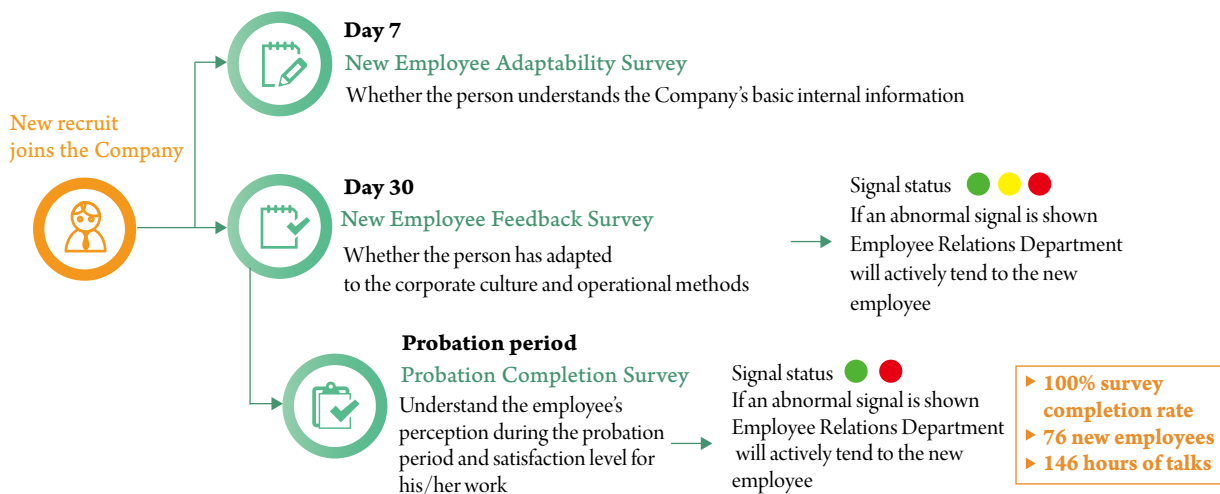 New recruit
joins the Company
Day 7
New Employee Adaptability Survey
Whether the person understands the Company's basic internal information
Day 30
New Employee Feedback Survey
Whether the person has adapted
to the corporate culture and operational methods
Signal status
If an abnormal signal is shown
Employee Relations Department
will actively tend to the new
employee
Probation period
Probation Completion Survey
Understand the employee's
perception during the probation
period and satisfaction level for
his/her work
Signal status
If an abnormal signal is shown
Employee Relations Department
will actively tend to the new
employee
100% survey
completion rate
76 new employees
146 hours of talks